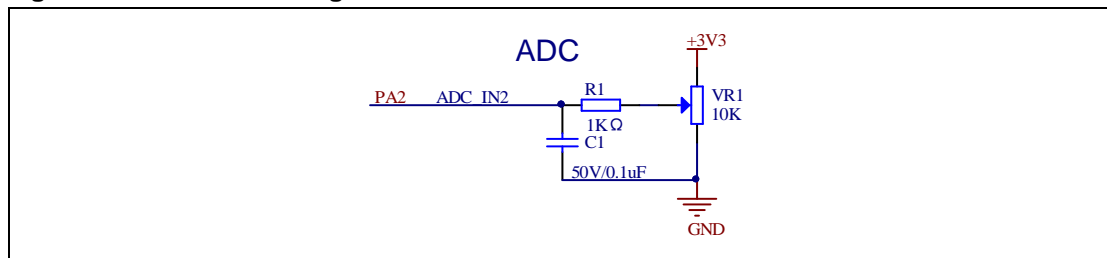 ADC
+3V3
PA2 ADC_IN2
R1
1KΩ
VR1
10K
C1
50V/0.1uF
GND